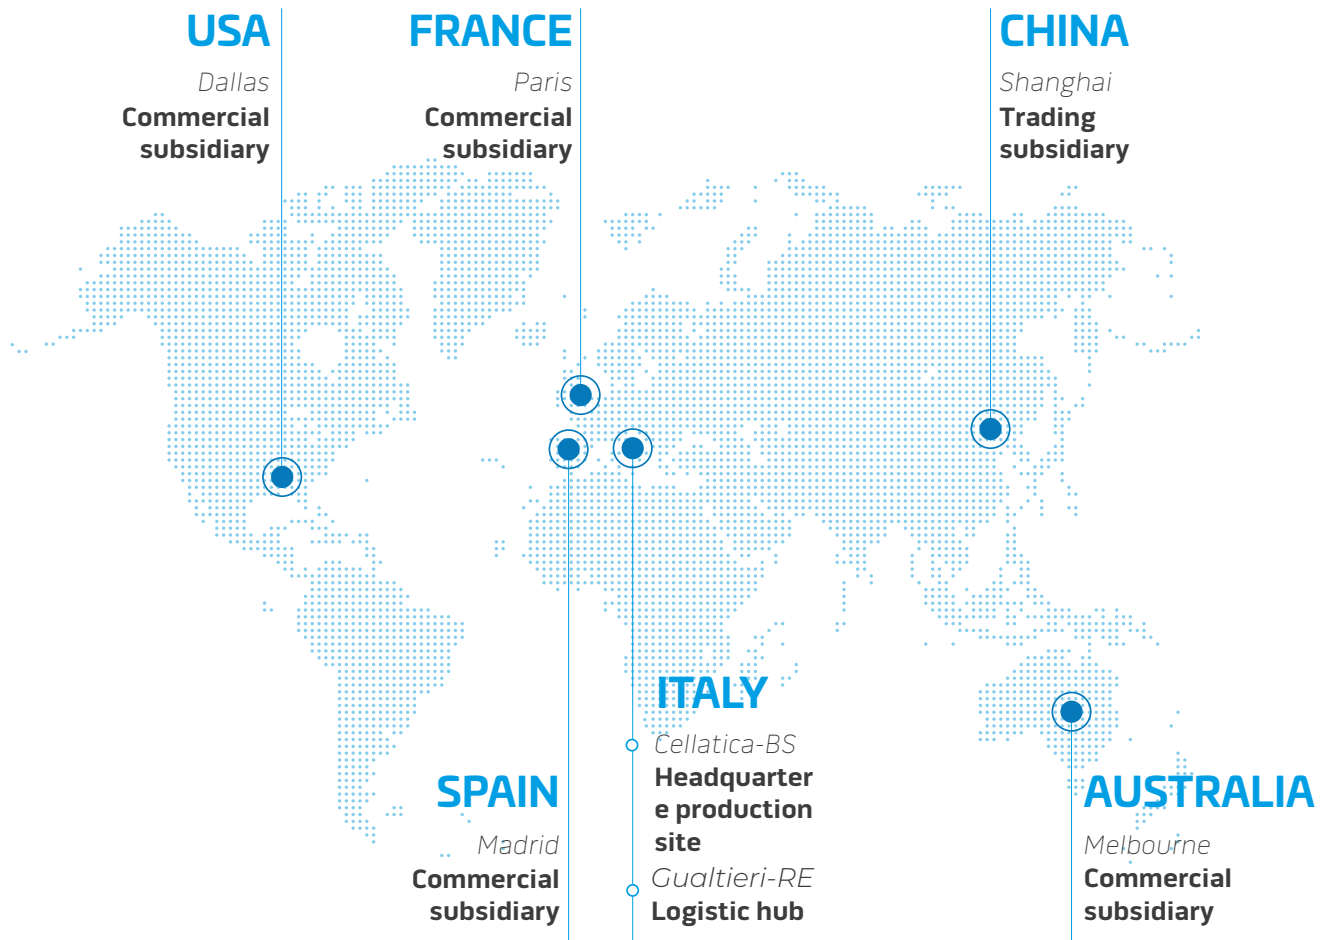 USA
Dallas
Commercial
subsidiary
FRANCE
Paris
Commercial
subsidiary
CHINA
Shanghai
Trading
subsidiary
ITALY
Cellatica-BS
Headquarter
e production
site
Gualtieri-RE
Logistic hub
SPAIN
Madrid
Commercial
subsidiary
AUSTRALIA
Melbourne
Commercial
subsidiary